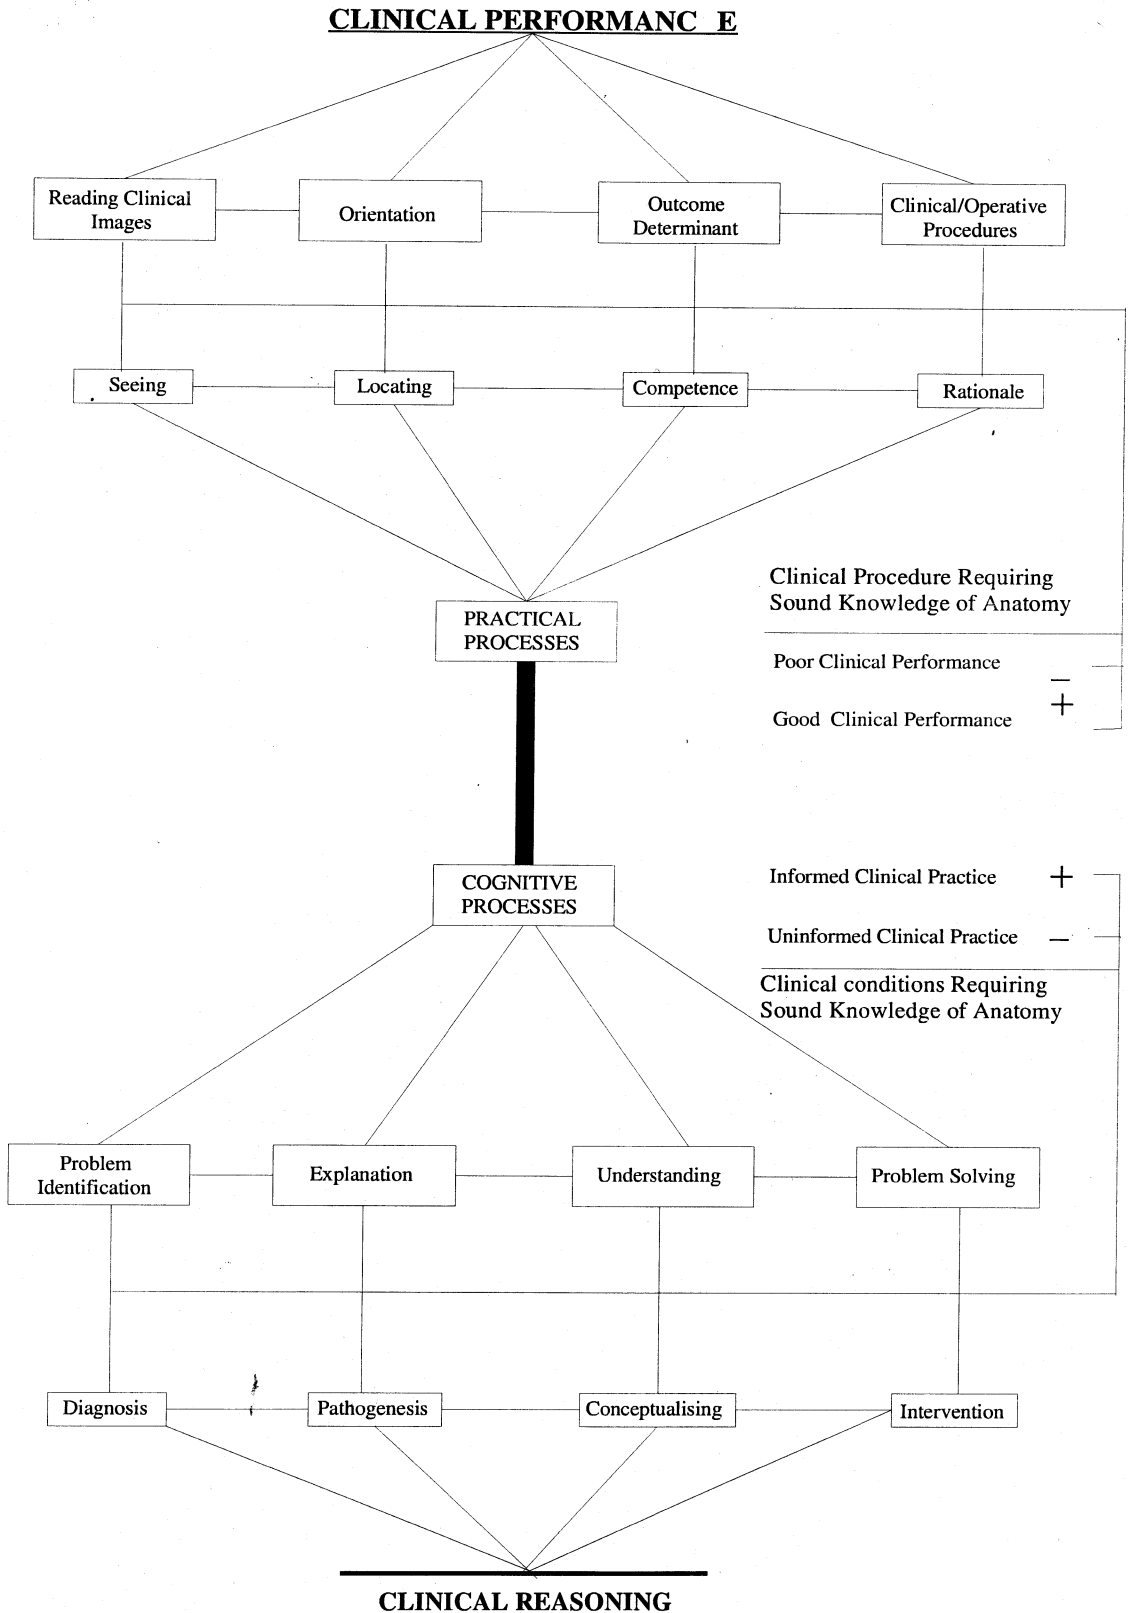 CLINICAL PERFORMANC E
Reading Clinical
Images
Orientation
Outcome
Determinant
Clinical/Operative
Procedures
Seeing
Locating
Competence
Rationale
PRACTICAL
PROCESSES
Clinical Procedure Requiring
Sound Knowledge of Anatomy
Poor Clinical Performance −
Good Clinical Performance +
COGNITIVE
PROCESSES
Informed Clinical Practice +
Uninformed Clinical Practice −
Clinical conditions Requiring
Sound Knowledge of Anatomy
Problem
Identification
Explanation
Understanding
Problem Solving
Diagnosis
Pathogenesis
Conceptualising
Intervention
CLINICAL REASONING